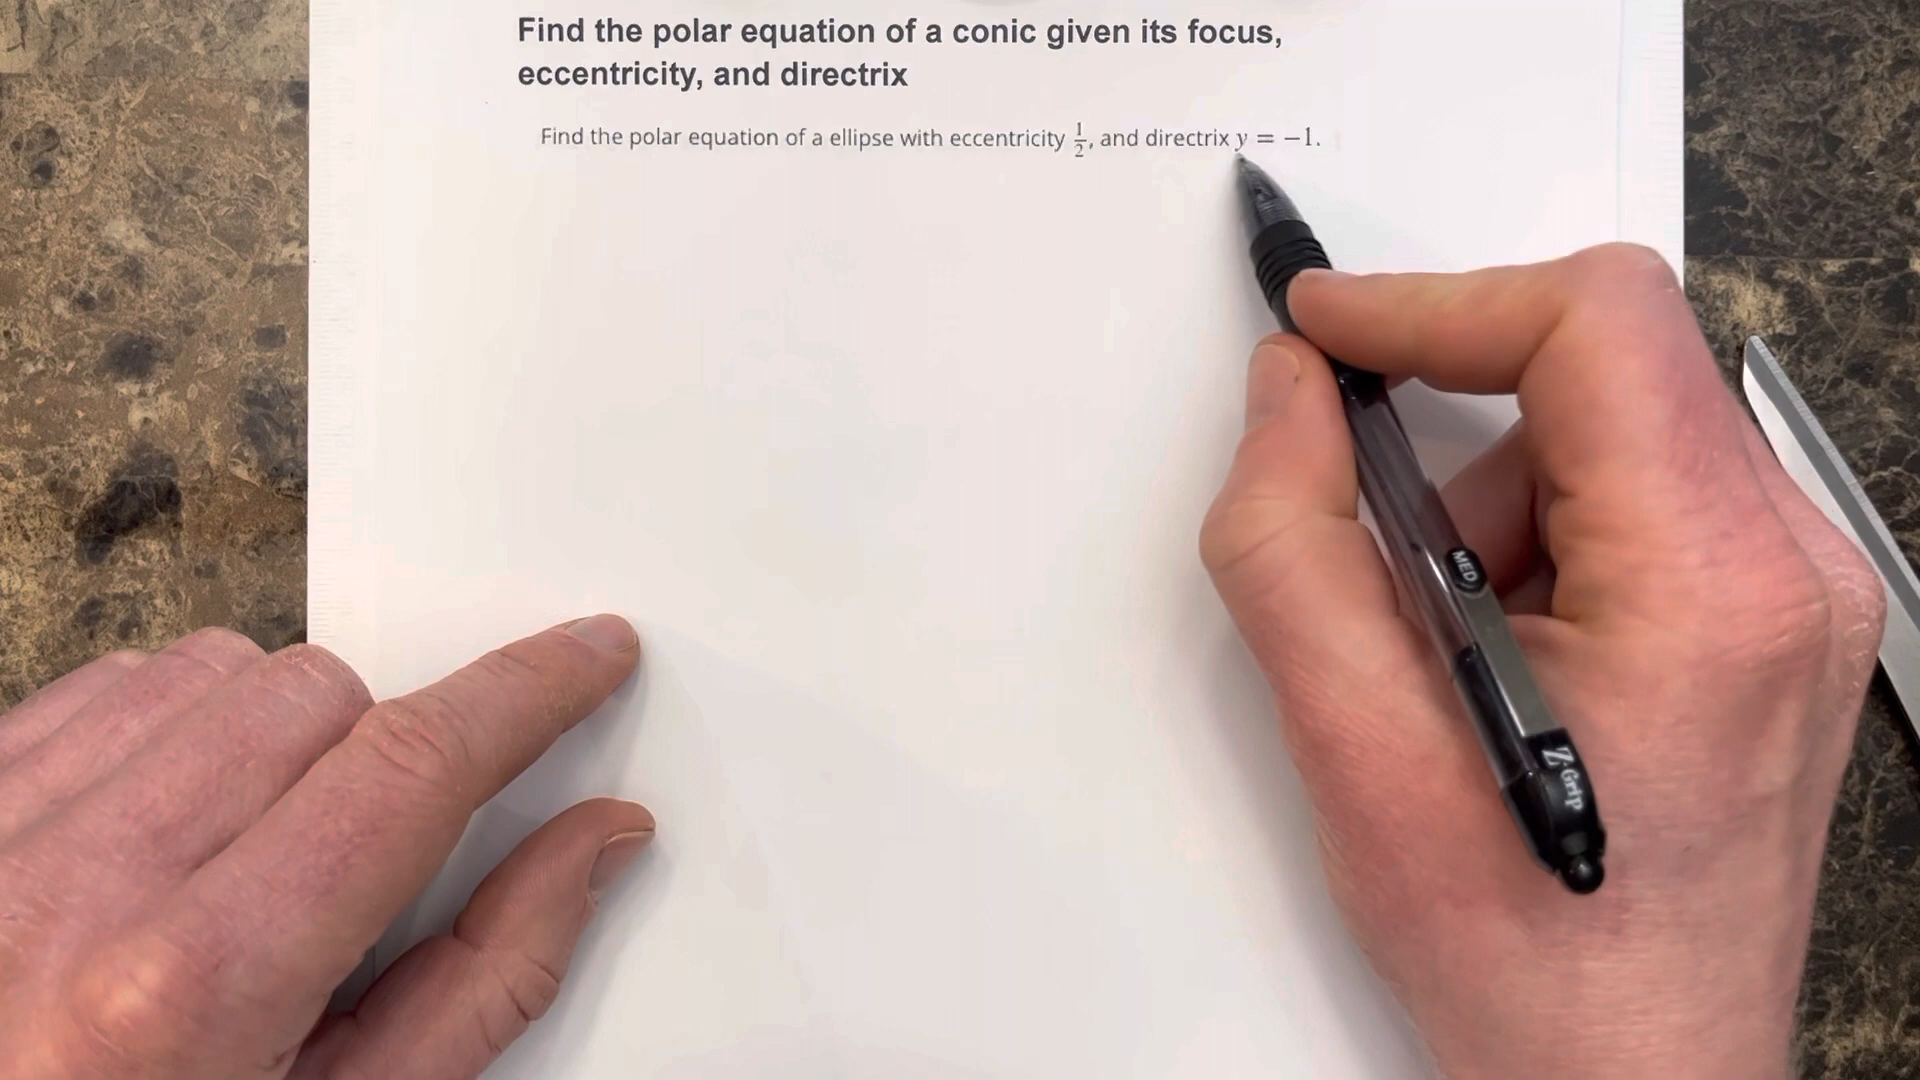 Find the polar equation of a conic given its focus,
eccentricity, and directrix
Find the polar equation of a ellipse with eccentricity 1/2, and directrix y = −1.
MED
Z-Grip